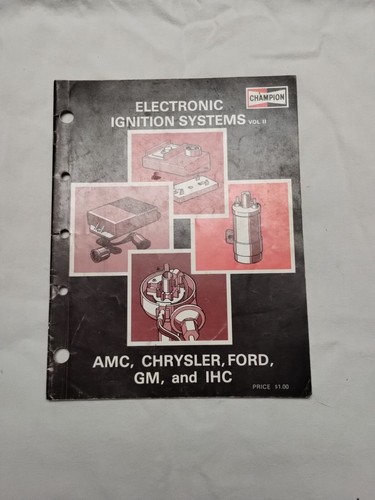 CHAMPION
ELECTRONIC
IGNITION SYSTEMS VOL II
AMC, CHRYSLER, FORD,
GM, and IHC
PRICE $1.00